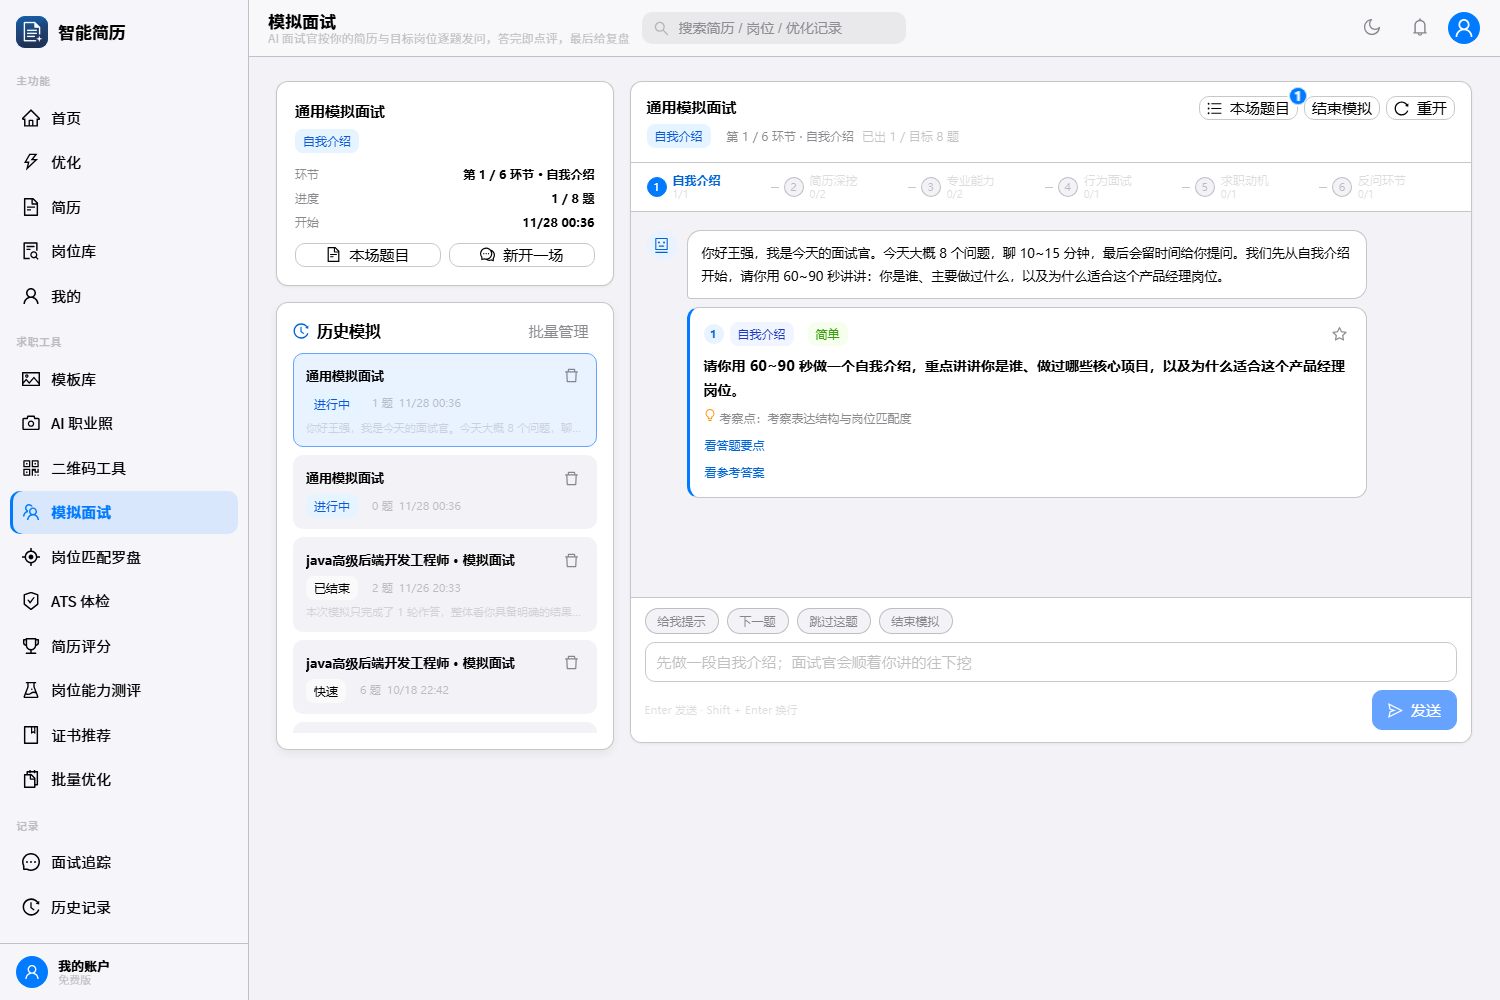 智能简历
主功能
首页
优化
简历
岗位库
我的
求职工具
模板库
AI 职业照
二维码工具
模拟面试
岗位匹配罗盘
ATS 体检
简历评分
岗位能力测评
证书推荐
批量优化
记录
面试追踪
历史记录
我的账户
免费版
模拟面试
AI 面试官按你的简历与目标岗位逐题发问，答完即点评，最后给复盘
搜索简历 / 岗位 / 优化记录
通用模拟面试
自我介绍
环节 第 1 / 6 环节 • 自我介绍
进度 1 / 8 题
开始 11/28 00:36
本场题目 新开一场
历史模拟 批量管理
通用模拟面试
进行中 1 题 11/28 00:36
你好王强，我是今天的面试官。今天大概 8 个问题，聊...
通用模拟面试
进行中 0 题 11/28 00:36
java高级后端开发工程师 • 模拟面试
已结束 2 题 11/26 20:33
本次模拟只完成了 1 轮作答，整体看你具备明确的结果...
java高级后端开发工程师 • 模拟面试
快速 6 题 10/18 22:42
通用模拟面试
本场题目 1 结束模拟 重开
自我介绍 第 1 / 6 环节 · 自我介绍 已出 1 / 目标 8 题
1 自我介绍 1/1
2 简历深挖 0/2
3 专业能力 0/2
4 行为面试 0/1
5 求职动机 0/1
6 反问环节 0/1
你好王强，我是今天的面试官。今天大概 8 个问题，聊 10~15 分钟，最后会留时间给你提问。我们先从自我介绍
开始，请你用 60~90 秒讲讲：你是谁、主要做过什么，以及为什么适合这个产品经理岗位。
1 自我介绍 简单
请你用 60~90 秒做一个自我介绍，重点讲讲你是谁、做过哪些核心项目，以及为什么适合这个产品经理
岗位。
考察点：考察表达结构与岗位匹配度
看答题要点
看参考答案
给我提示 下一题 跳过这题 结束模拟
先做一段自我介绍；面试官会顺着你讲的往下挖
Enter 发送 · Shift + Enter 换行
发送